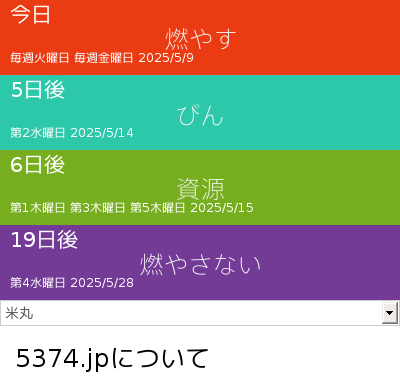 今日
燃やす
毎週火曜日 毎週金曜日 2025/5/9
5日後
びん
第2水曜日 2025/5/14
6日後
資源
第1木曜日 第3木曜日 第5木曜日 2025/5/15
19日後
燃やさない
第4水曜日 2025/5/28
米丸
5374.jpについて